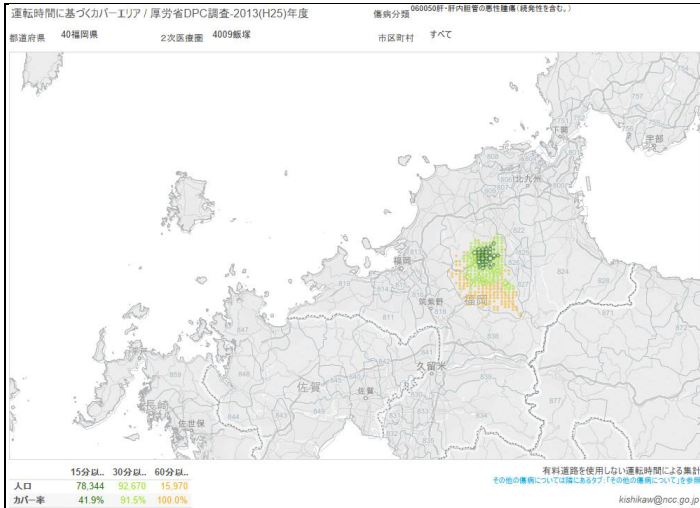 運転時間に基づくカバーエリア / 厚労省DPC調査-2013(H25)年度
傷病分類 060050肝・肝内胆管の悪性腫瘍(続発性を含む。)
都道府県 40福岡県 2次医療圏 4009飯塚 市区町村 すべて
下関
宇部
北九州
福岡
筑紫野
福岡
久留米
佐賀
佐賀
長崎
佐世保
15分以.. 30分以.. 60分以..
人口 78,344 92,670 15,970
カバー率 41.9% 91.5% 100.0%
有料道路を使用しない運転時間による集計
その他の傷病については隣にあるタブ:「その他の傷病について」を参照
kishikaw@ncc.go.jp